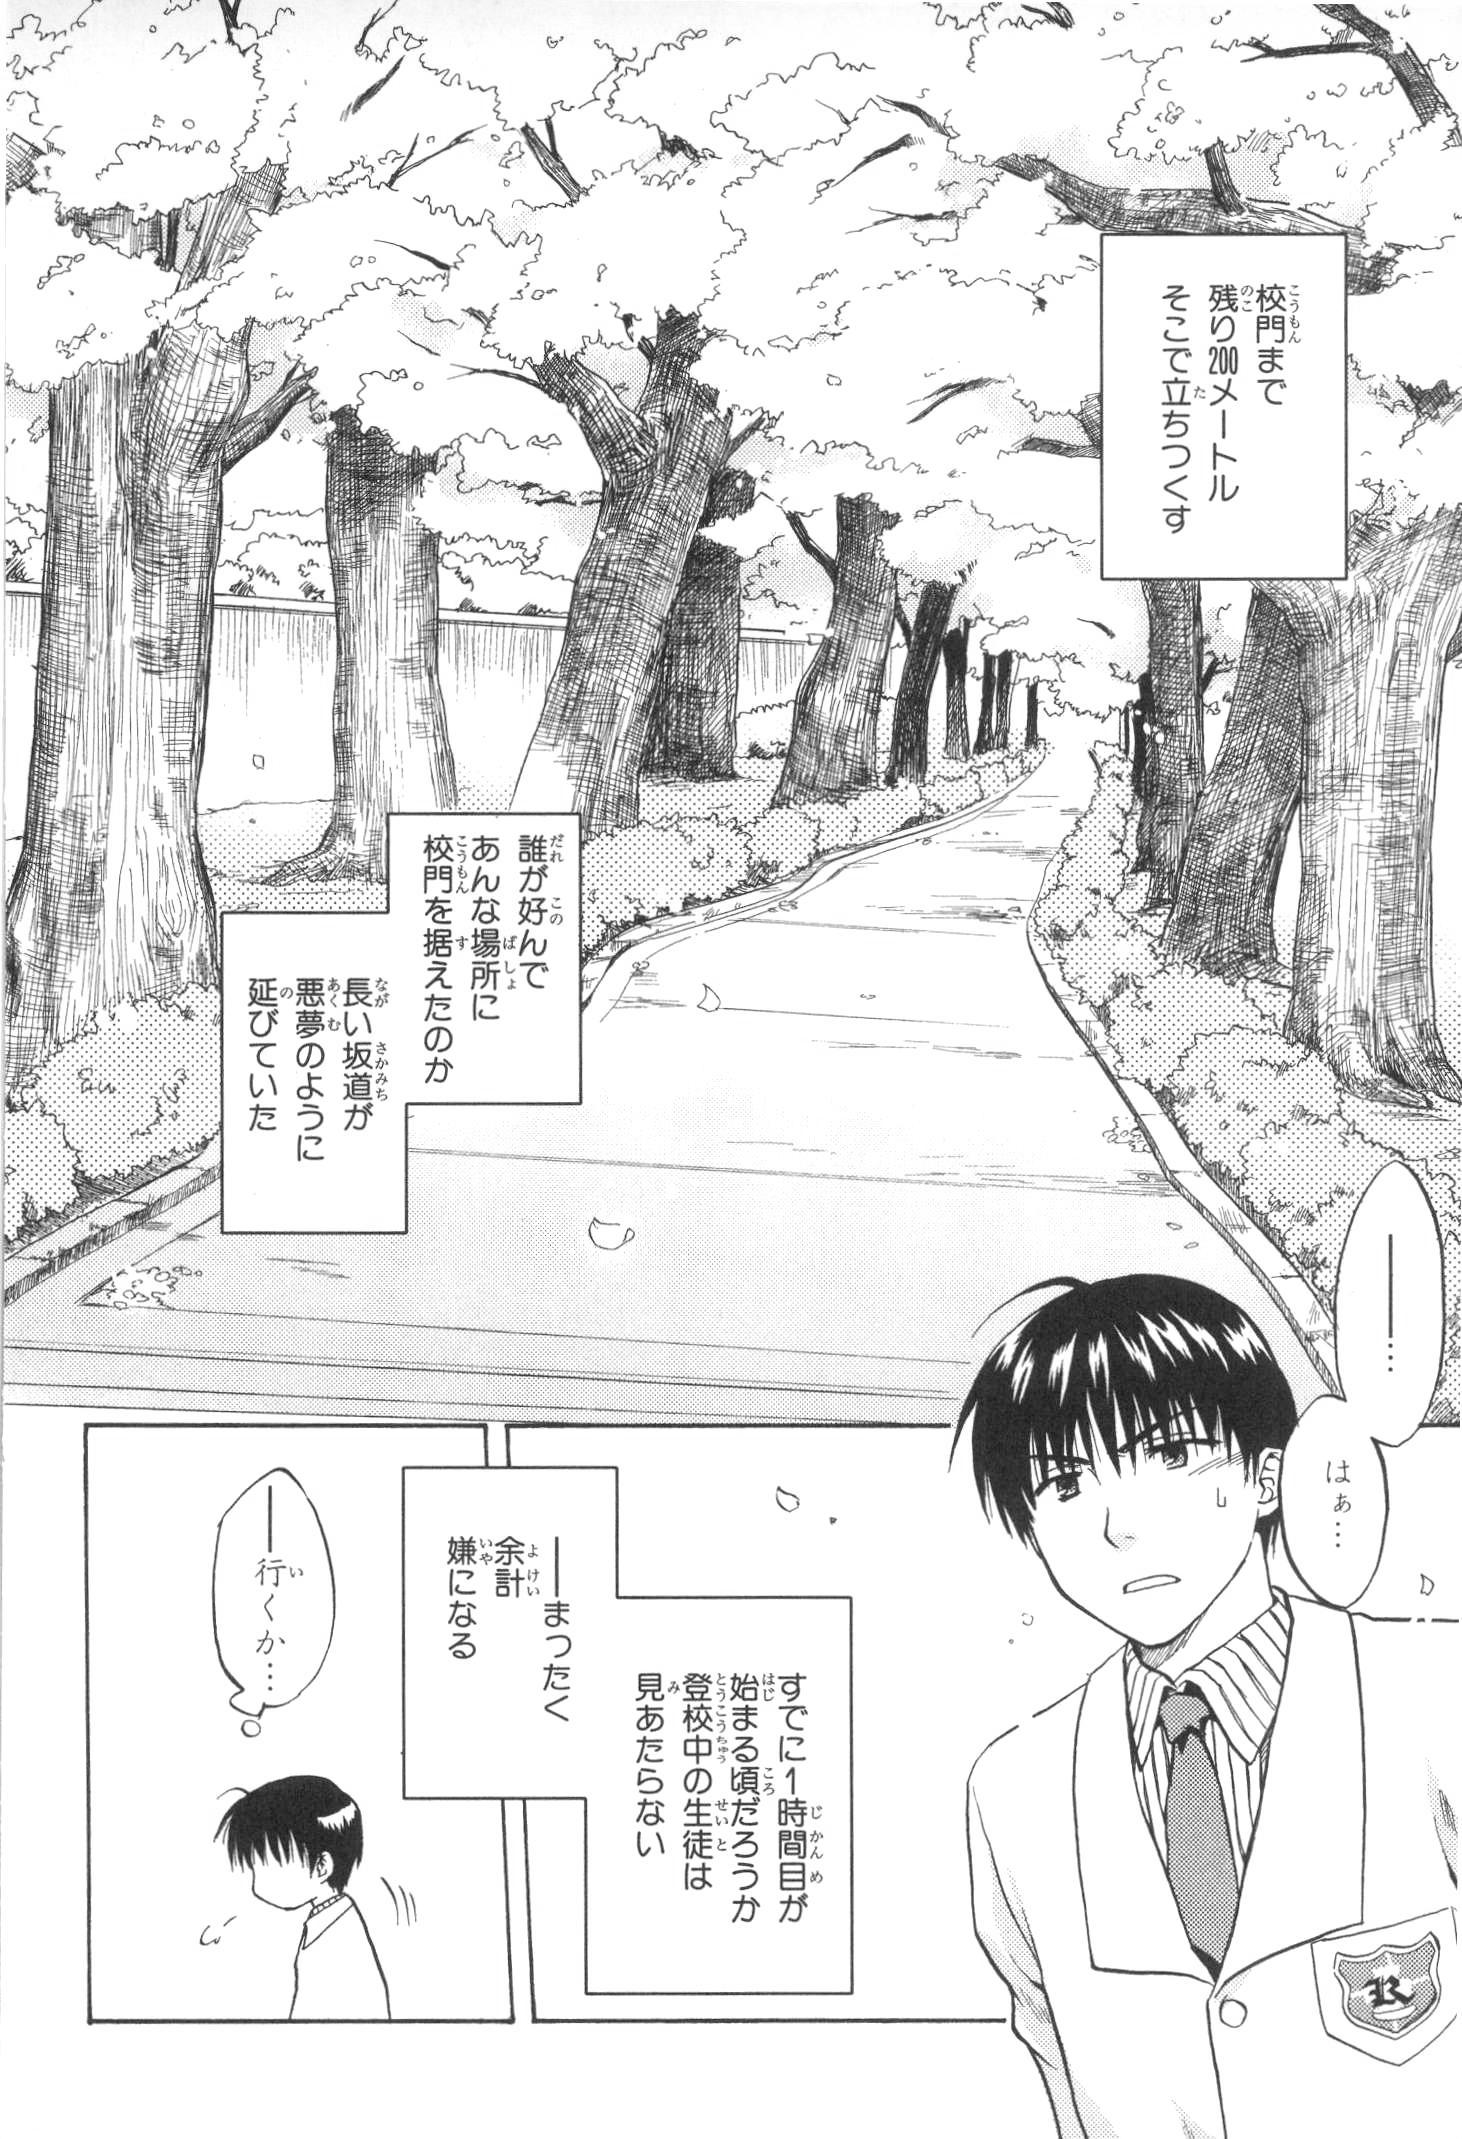 校門まで
残り200メートル
そこで立ちつくす
誰が好んで
あんな場所に
校門を据えたのか
長い坂道が
悪夢のように
延びていた
――…
はぁ…
すでに1時間目が
始まる頃だろうか
登校中の生徒は
見あたらない
――まったく
余計
嫌になる
――行くか…
R